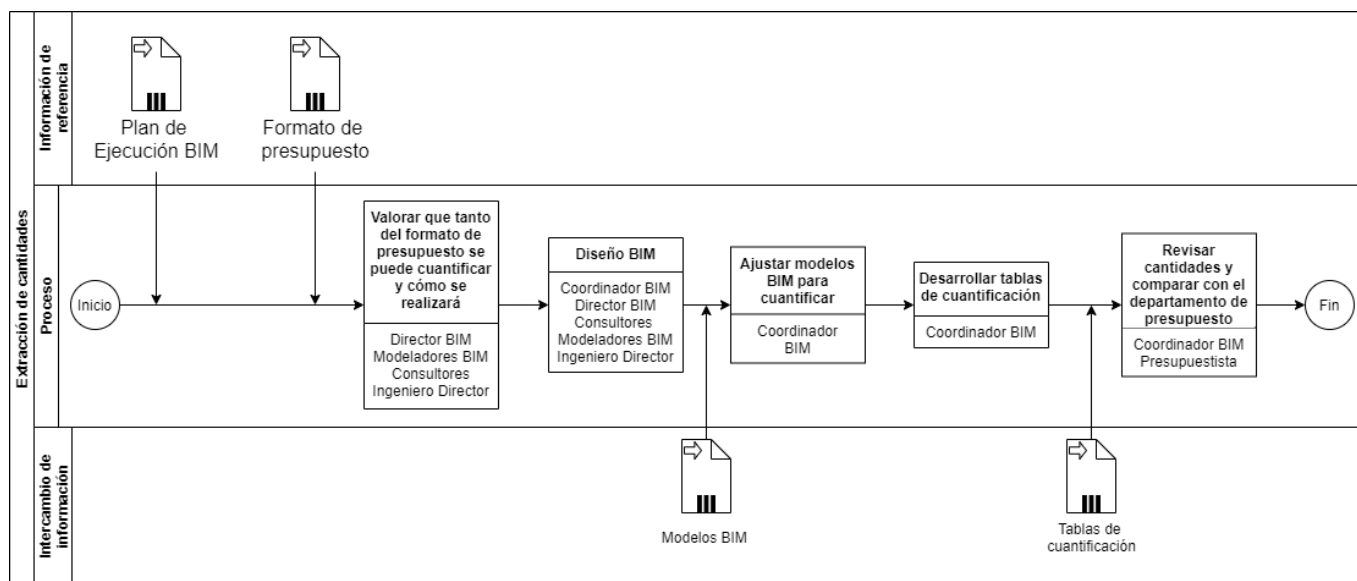 Extracción de cantidades
Información de
referencia
Plan de
Ejecución BIM
Formato de
presupuesto
Proceso
Inicio
Valorar que tanto
del formato de
presupuesto se
puede cuantificar
y cómo se
realizará
Director BIM
Modeladores BIM
Consultores
Ingeniero Director
Diseño BIM
Coordinador BIM
Director BIM
Consultores
Modeladores BIM
Ingeniero Director
Ajustar modelos
BIM para
cuantificar
Coordinador
BIM
Desarrollar tablas
de cuantificación
Coordinador BIM
Revisar
cantidades y
comparar con el
departamento de
presupuesto
Coordinador BIM
Presupuestista
Fin
Intercambio de
información
Modelos BIM
Tablas de
cuantificación